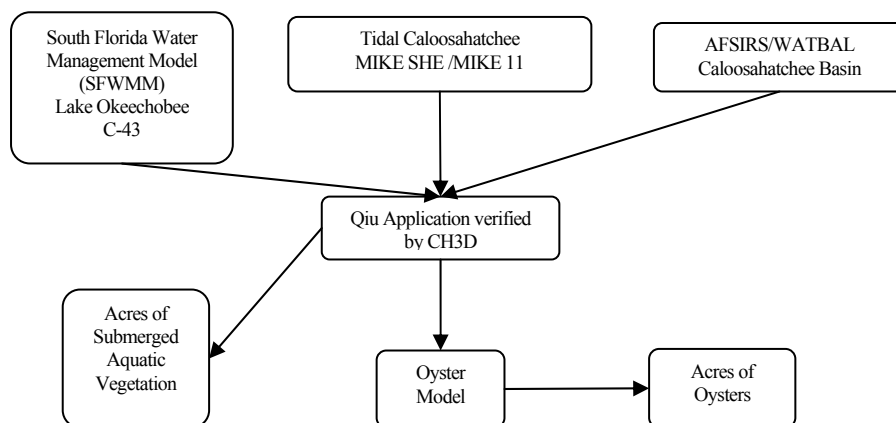 South Florida Water
Management Model
(SFWMM)
Lake Okeechobee
C-43
Tidal Caloosahatchee
MIKE SHE /MIKE 11
AFSIRS/WATBAL
Caloosahatchee Basin
Qiu Application verified
by CH3D
Acres of
Submerged
Aquatic
Vegetation
Oyster
Model
Acres of
Oysters